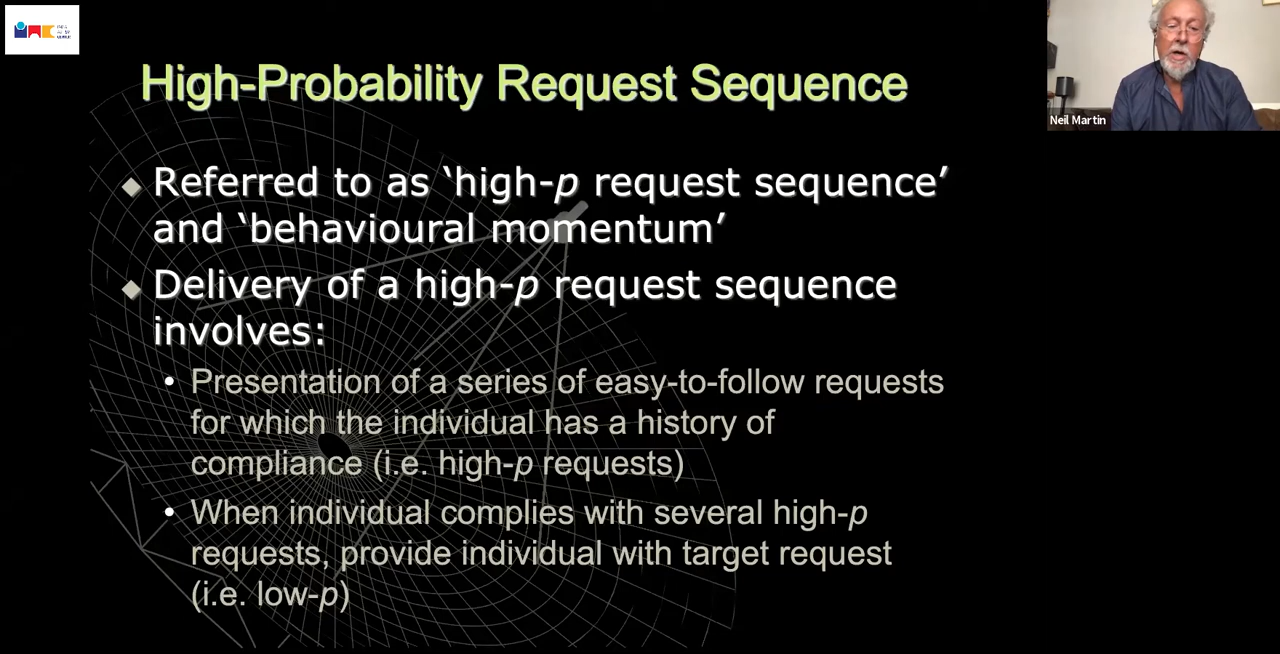 High-Probability Request Sequence
Referred to as ‘high-p request sequence’
and ‘behavioural momentum’
Delivery of a high-p request sequence
involves:
• Presentation of a series of easy-to-follow requests
for which the individual has a history of
compliance (i.e. high-p requests)
• When individual complies with several high-p
requests, provide individual with target request
(i.e. low-p)
Neil Martin